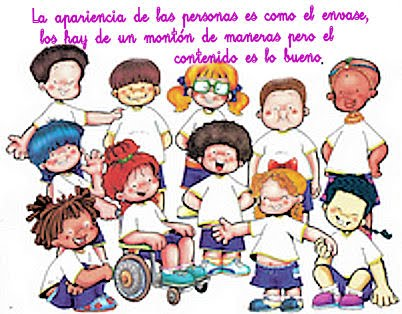 La apariencia de las personas es como el envase,
los hay de un montón de maneras pero el
contenido es lo bueno.